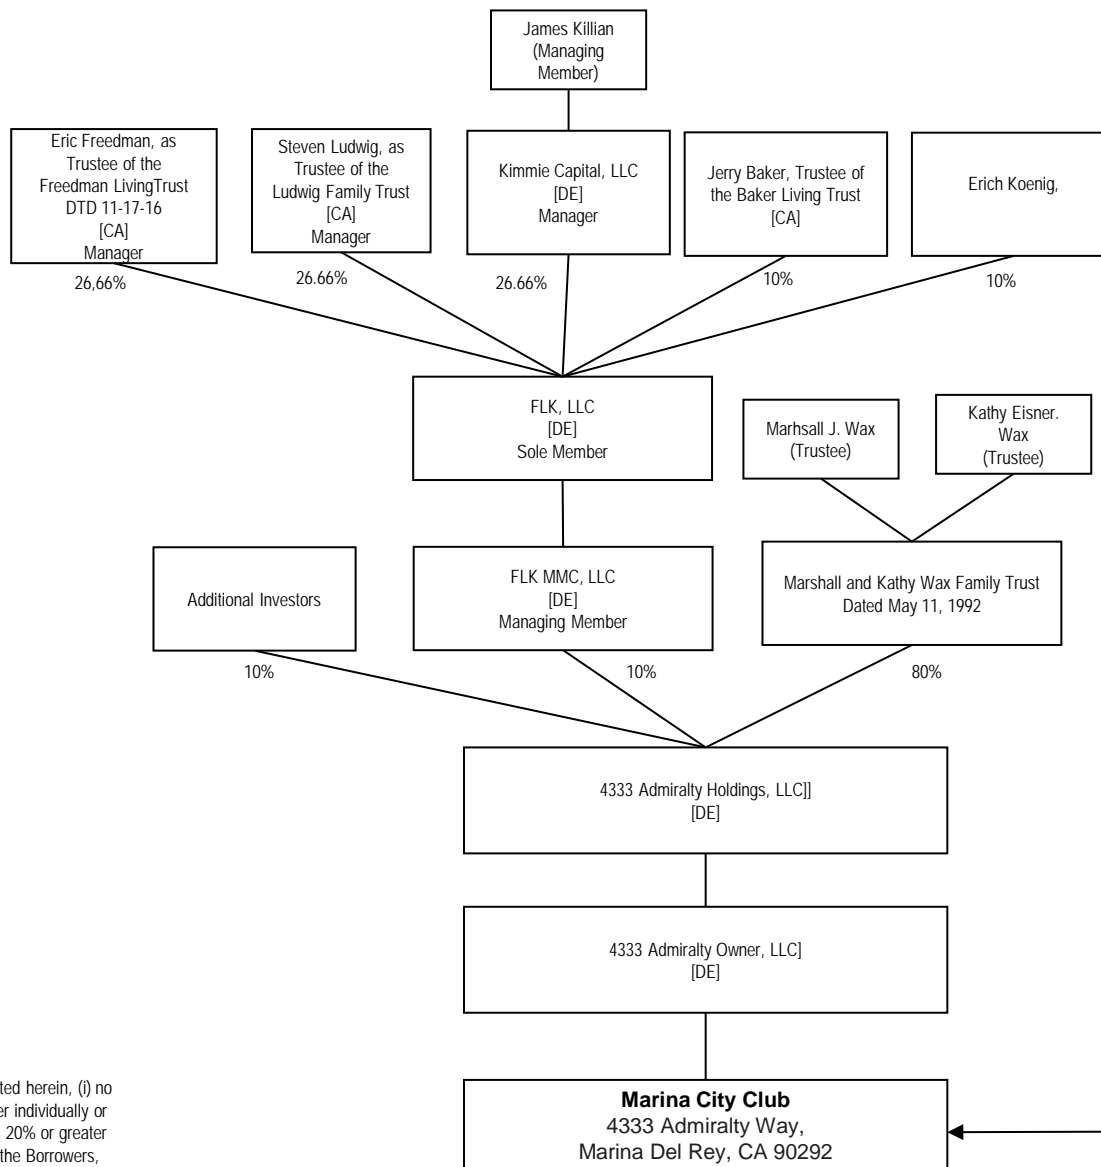 James Killian
(Managing
Member)
Eric Freedman, as
Trustee of the
Freedman LivingTrust
DTD 11-17-16
[CA]
Manager
Steven Ludwig, as
Trustee of the
Ludwig Family Trust
[CA]
Manager
Kimmie Capital, LLC
[DE]
Manager
Jerry Baker, Trustee of
the Baker Living Trust
[CA]
Erich Koenig,
26,66%
26.66%
26.66%
10%
10%
FLK, LLC
[DE]
Sole Member
Marhsall J. Wax
(Trustee)
Kathy Eisner.
Wax
(Trustee)
Additional Investors
FLK MMC, LLC
[DE]
Managing Member
Marshall and Kathy Wax Family Trust
Dated May 11, 1992
10%
10%
80%
4333 Admiralty Holdings, LLC]]
[DE]
4333 Admiralty Owner, LLC]
[DE]
Marina City Club
4333 Admiralty Way,
Marina Del Rey, CA 90292
ted herein, (i) no
er individually or
20% or greater
the Borrowers,